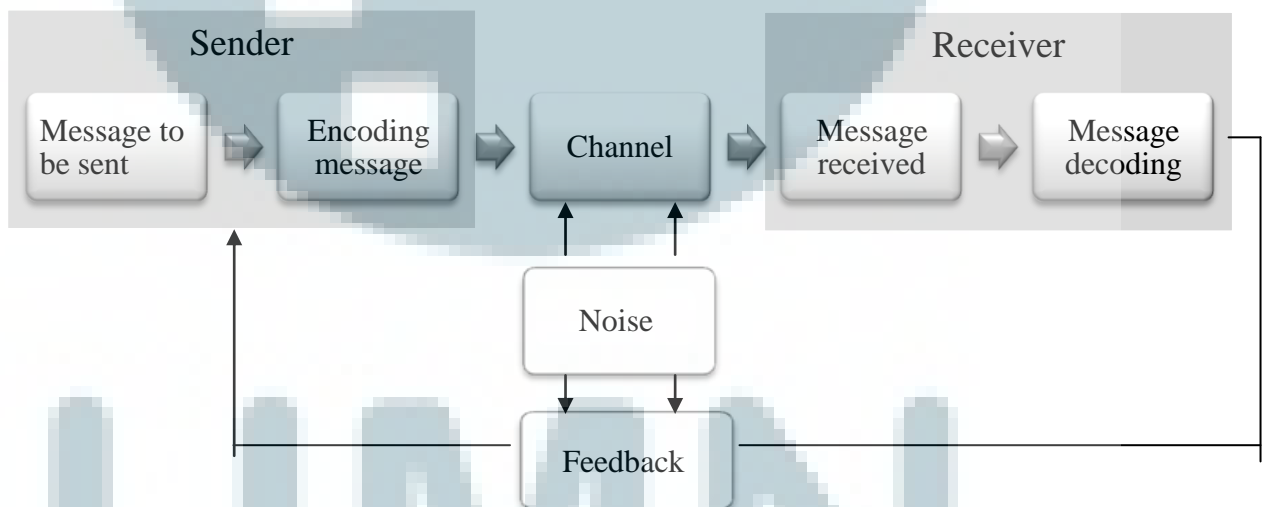 Sender
Receiver
Message to
be sent
Encoding
message
Channel
Message
received
Message
decoding
Noise
Feedback